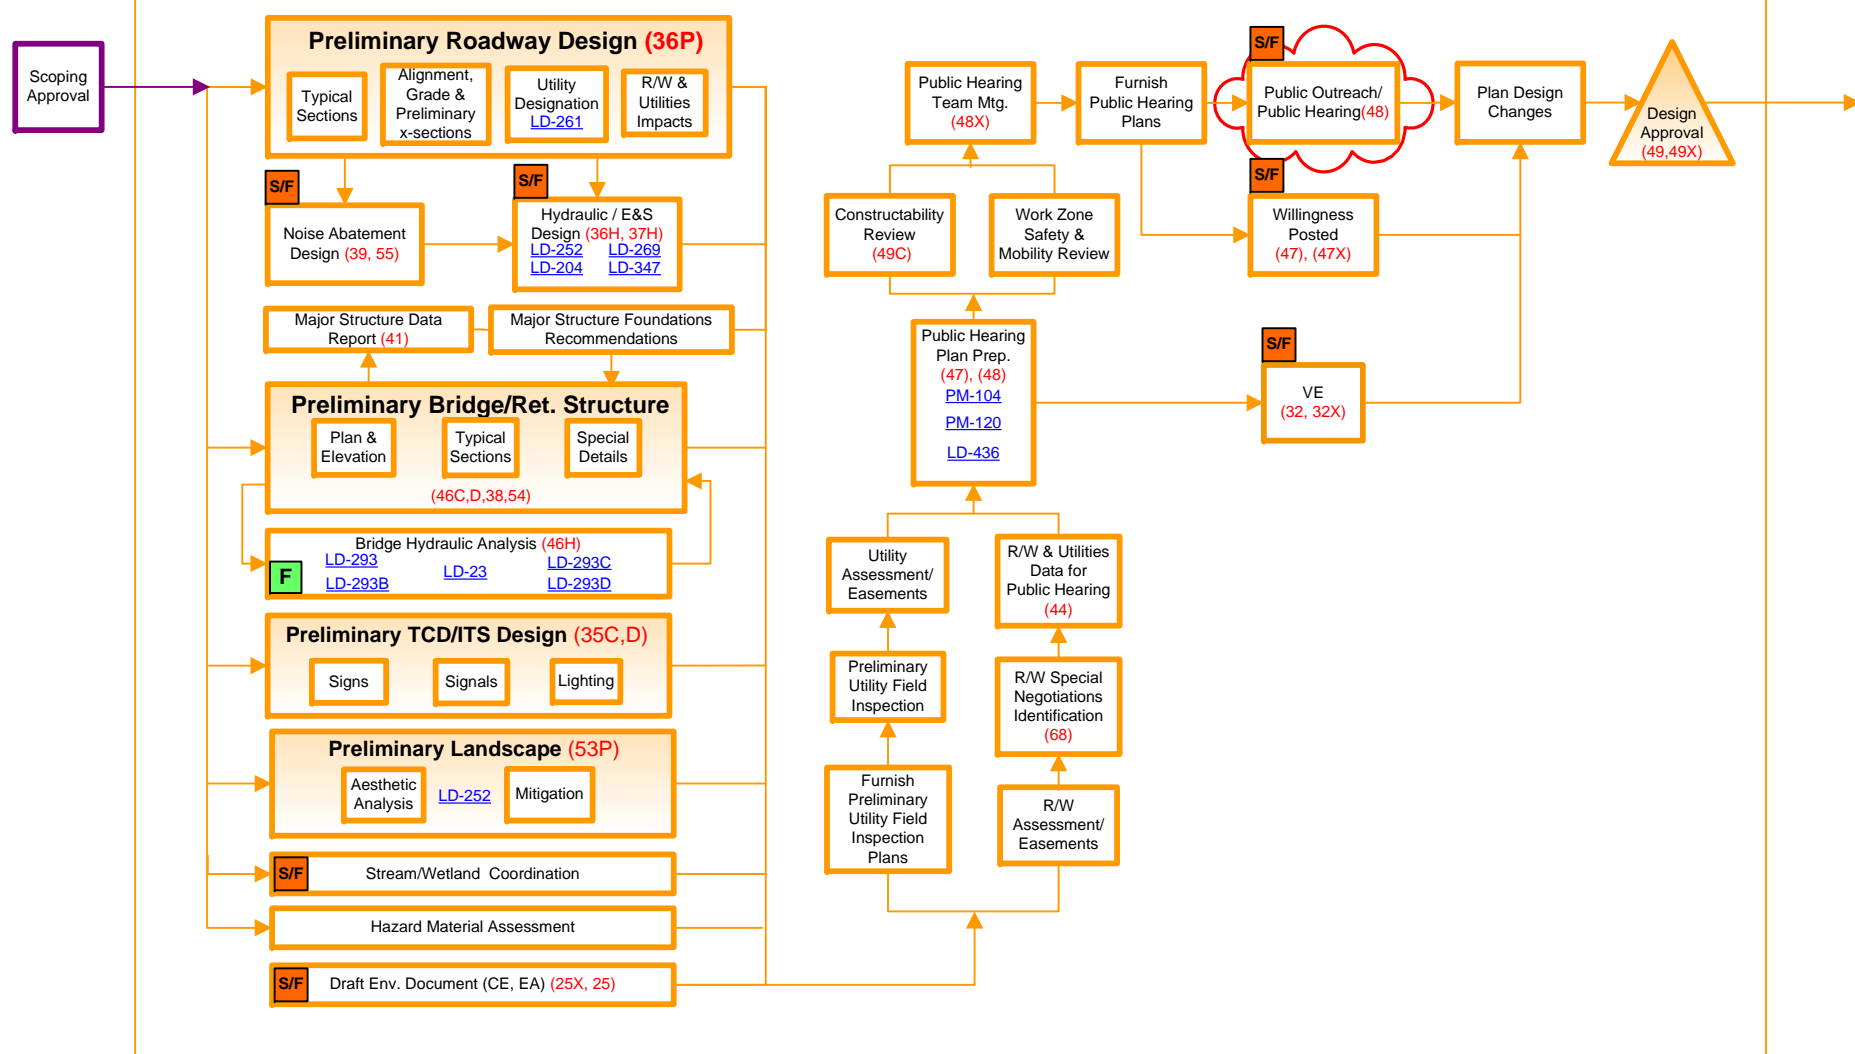 Scoping
Approval
Preliminary Roadway Design (36P)
Typical
Sections
Alignment,
Grade &
Preliminary
x-sections
Utility
Designation
LD-261
R/W &
Utilities
Impacts
S/F
Noise Abatement
Design (39, 55)
S/F
Hydraulic / E&S
Design (36H, 37H)
LD-252 LD-269
LD-204 LD-347
Major Structure Data
Report (41)
Major Structure Foundations
Recommendations
Preliminary Bridge/Ret. Structure
Plan &
Elevation
Typical
Sections
Special
Details
(46C,D,38,54)
Bridge Hydraulic Analysis (46H)
LD-293 LD-23 LD-293C
LD-293B LD-293D
F
Preliminary TCD/ITS Design (35C,D)
Signs
Signals
Lighting
Preliminary Landscape (53P)
Aesthetic
Analysis
LD-252
Mitigation
S/F
Stream/Wetland Coordination
Hazard Material Assessment
S/F
Draft Env. Document (CE, EA) (25X, 25)
Public Hearing
Team Mtg.
(48X)
Furnish
Public Hearing
Plans
S/F
Public Outreach/
Public Hearing(48)
Plan Design
Changes
Design
Approval
(49,49X)
Constructability
Review
(49C)
Work Zone
Safety &
Mobility Review
S/F
Willingness
Posted
(47), (47X)
Public Hearing
Plan Prep.
(47), (48)
PM-104
PM-120
LD-436
S/F
VE
(32, 32X)
Utility
Assessment/
Easements
R/W & Utilities
Data for
Public Hearing
(44)
Preliminary
Utility Field
Inspection
R/W Special
Negotiations
Identification
(68)
Furnish
Preliminary
Utility Field
Inspection
Plans
R/W
Assessment/
Easements